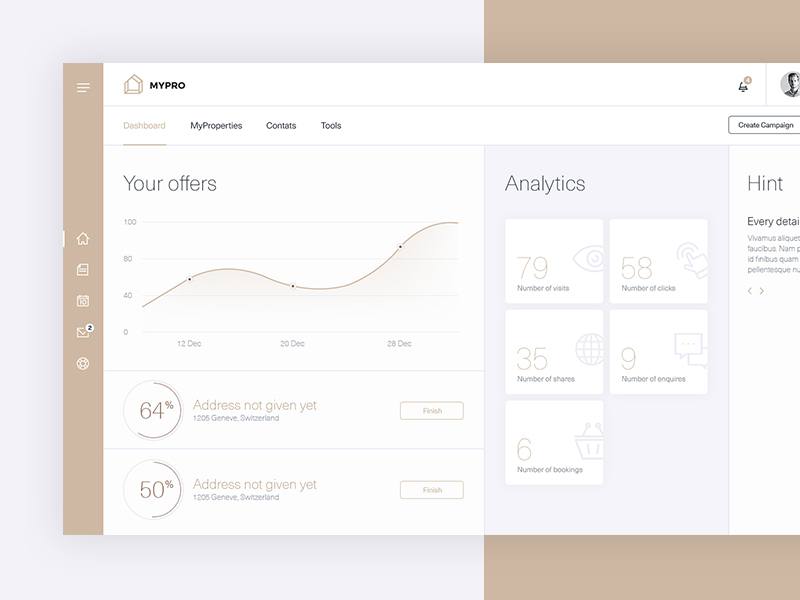 MYPRO
4
Dashboard
MyProperties
Contats
Tools
Create Campaign
Your offers
100
80
40
0
12 Dec
20 Dec
28 Dec
2
64%
Address not given yet
1205 Geneve, Switzerland
Finish
50%
Address not given yet
1205 Geneve, Switzerland
Finish
Analytics
79
Number of visits
58
Number of clicks
35
Number of shares
9
Number of enquires
6
Number of bookings
Hint
Every detai
Vivamus aliquet
faucibus. Nam p
id finibus quam
pellentesque nu